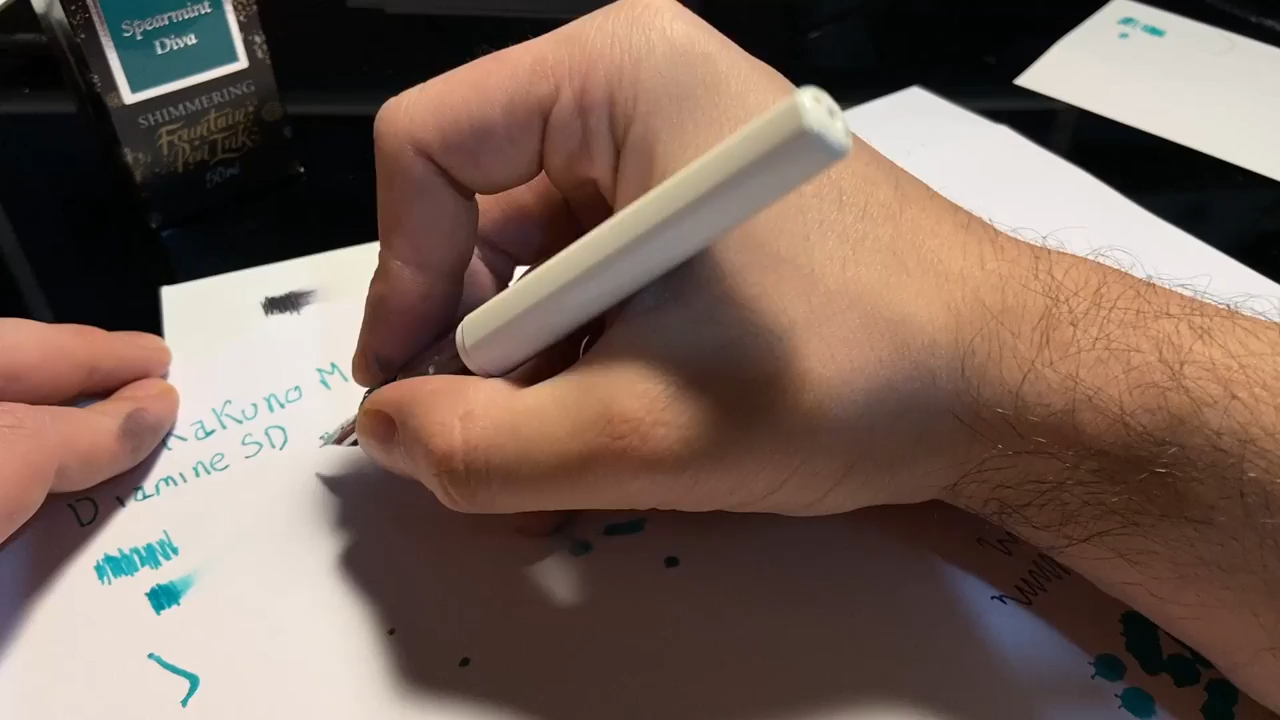 Spearmint
Diva
SHIMMERING
Fountain
Pen Ink
50ml
Kakuno M
Diamine SD